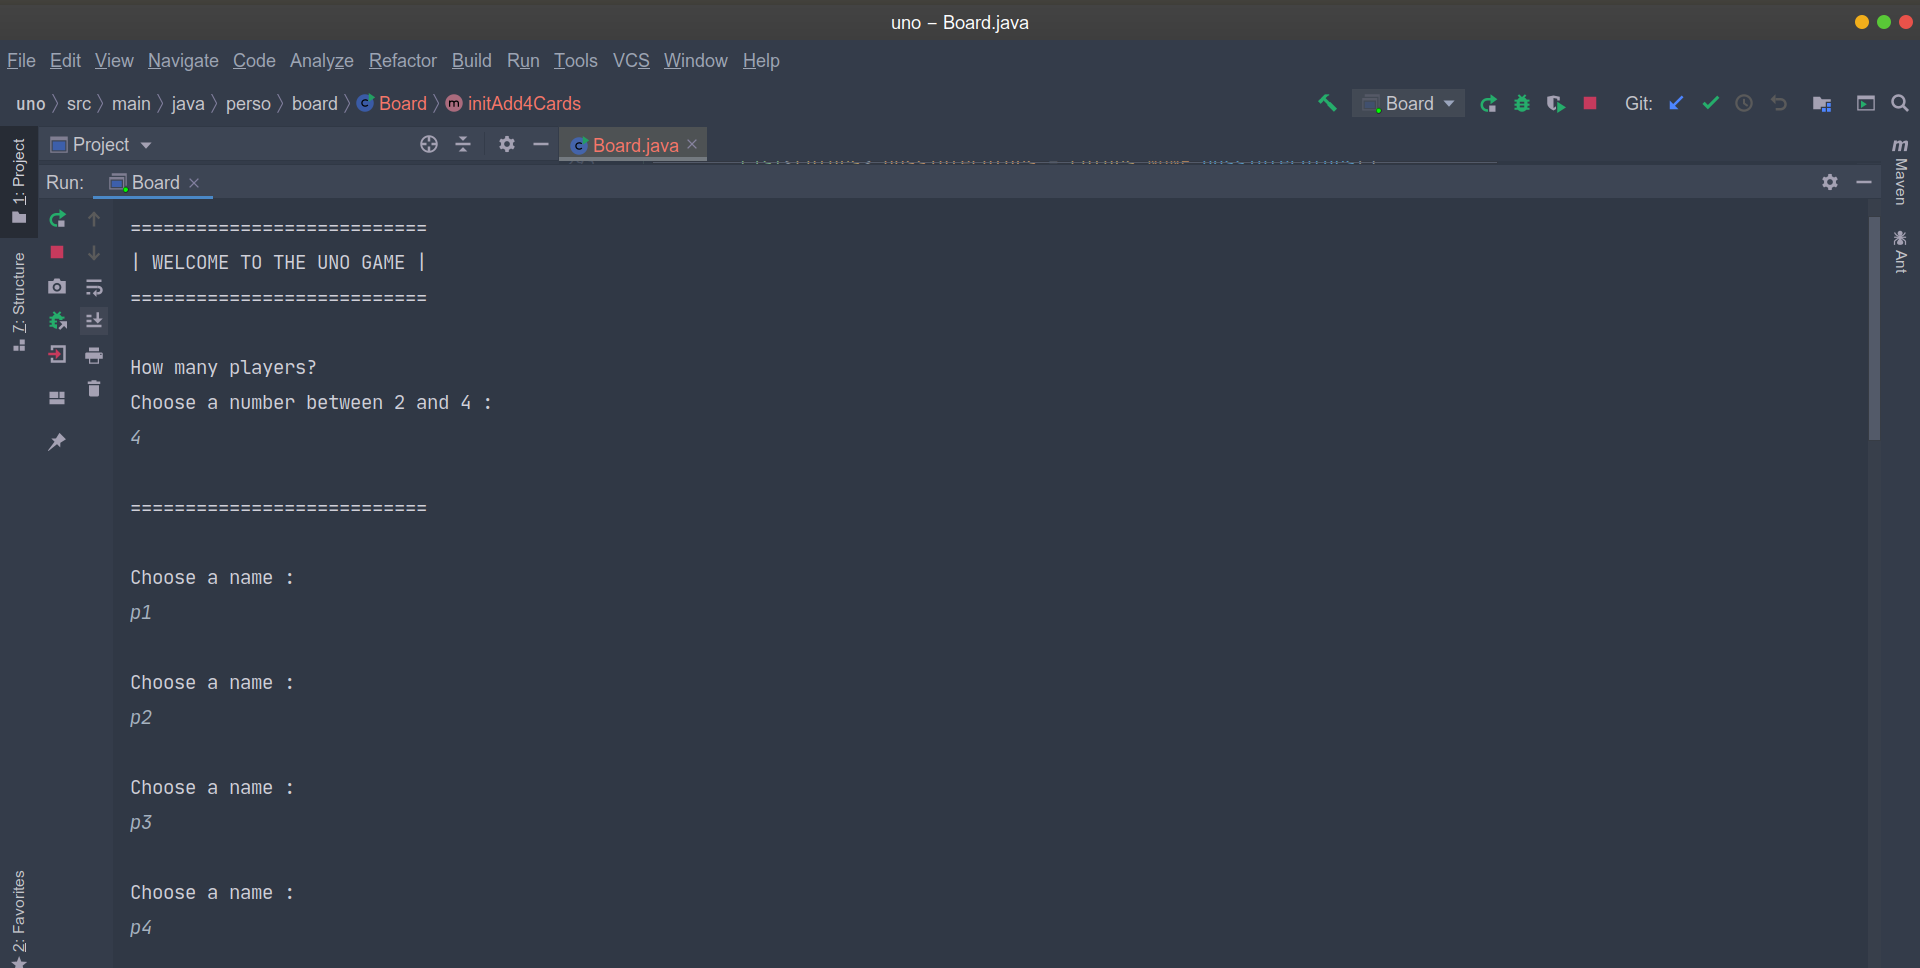 uno – Board.java
File Edit View Navigate Code Analyze Refactor Build Run Tools VCS Window Help
uno 〉 src 〉 main 〉 java 〉 perso 〉 board 〉 Board 〉 initAdd4Cards
Board
Git:
1: Project
Project
Board.java
Run: Board
===========================
| WELCOME TO THE UNO GAME |
===========================
How many players?
Choose a number between 2 and 4 :
4
===========================
Choose a name :
p1
Choose a name :
p2
Choose a name :
p3
Choose a name :
p4
7: Structure
2: Favorites
m Maven
Ant